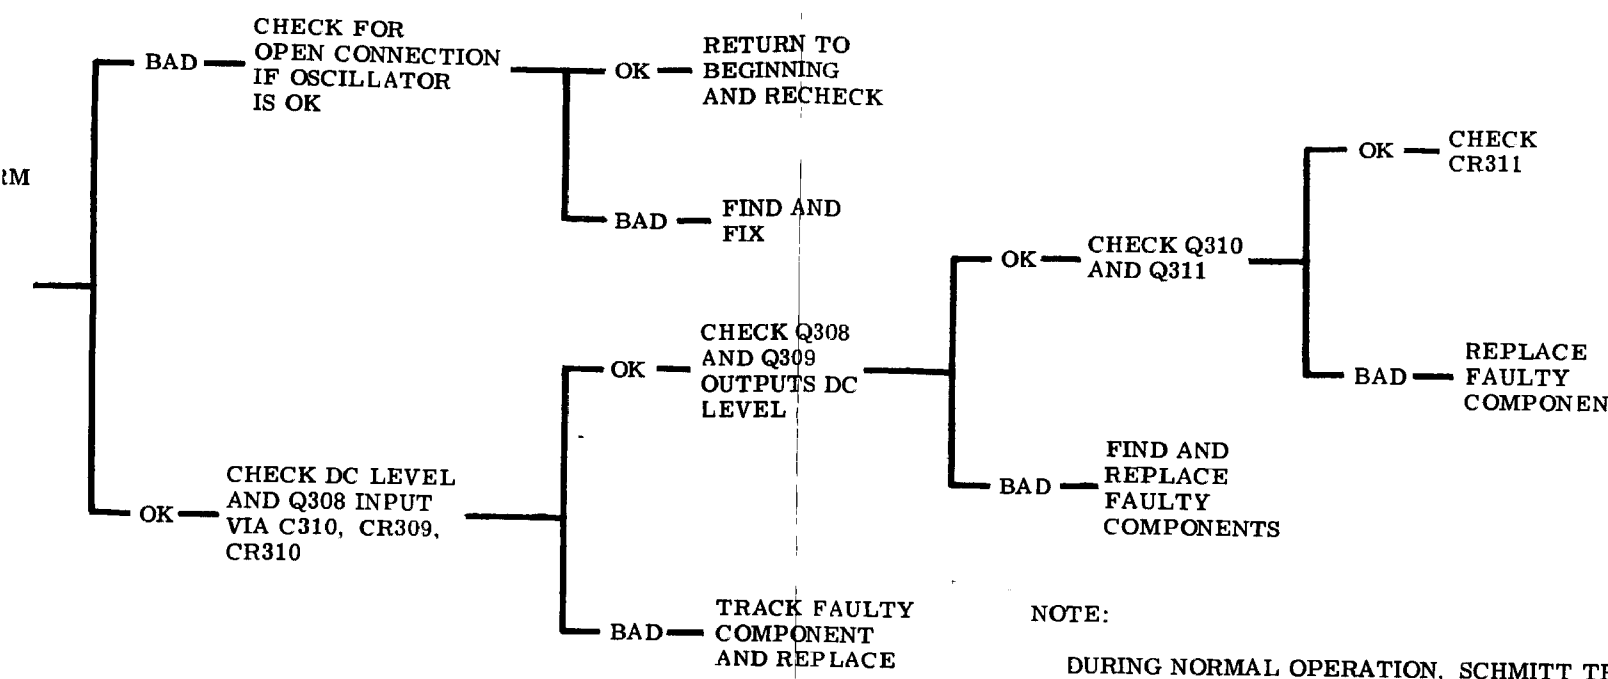 BAD
CHECK FOR
OPEN CONNECTION
IF OSCILLATOR
IS OK
OK
RETURN TO
BEGINNING
AND RECHECK
BAD
FIND AND
FIX
OK
CHECK DC LEVEL
AND Q308 INPUT
VIA C310, CR309,
CR310
OK
CHECK Q308
AND Q309
OUTPUTS DC
LEVEL
OK
CHECK Q310
AND Q311
OK
CHECK
CR311
BAD
REPLACE
FAULTY
BAD
FIND AND
REPLACE
FAULTY
COMPONENTS
BAD
TRACK FAULTY
COMPONENT
AND REPLACE
NOTE:
DURING NORMAL OPERATION, SCHMITT